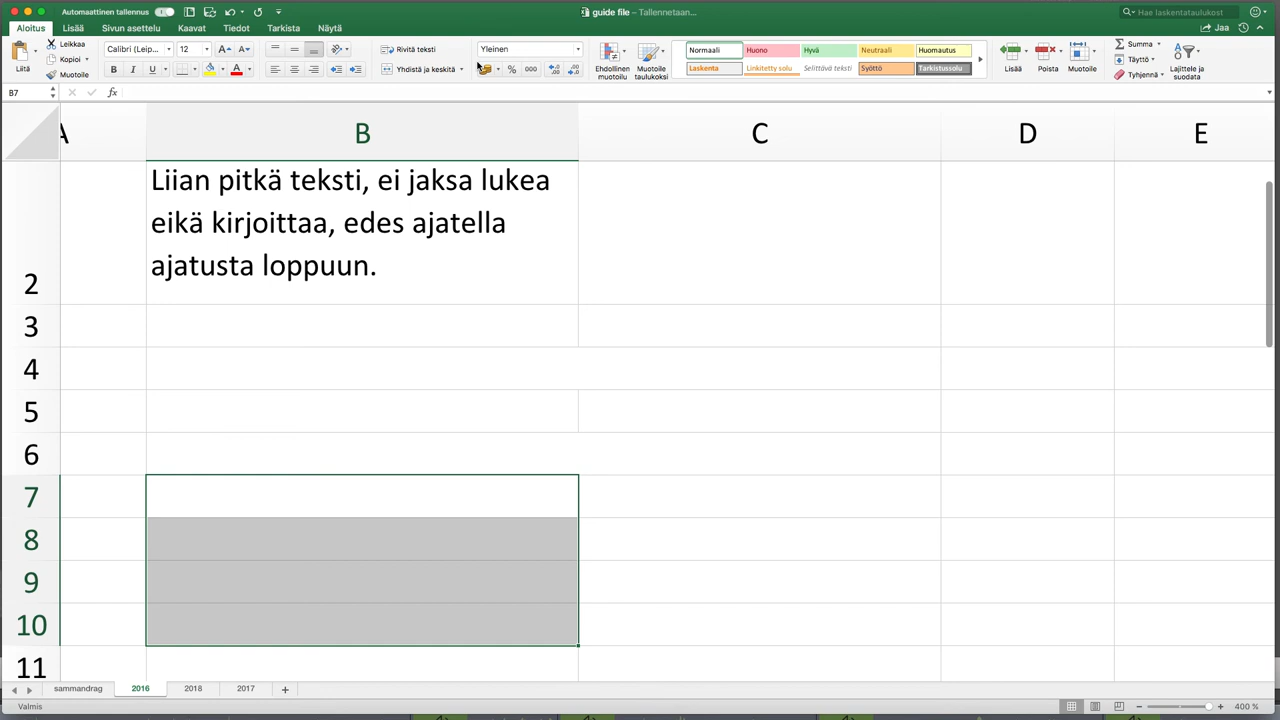 Automaattinen tallennus
guide file – Tallennetaan...
Hae laskentataulukost
Aloitus Lisää Sivun asettelu Kaavat Tiedot Tarkista Näytä
Jaa
Liitä
Leikkaa
Kopioi
Muotoile
Calibri (Leip... 12
B I U A
Rivitä teksti
Yhdistä ja keskitä
Yleinen
% 000
Ehdollinen muotoilu
Muotoile taulukoksi
Normaali Huono Hyvä Neutraali Huomautus
Laskenta Linkitetty solu Selittävä teksti Syöttö Tarkistussolu
Lisää Poista Muotoile
Summa
Täyttö
Tyhjennä
Lajittele ja suodata
B7 fx
A B C D E
Liian pitkä teksti, ei jaksa lukea
eikä kirjoittaa, edes ajatella
ajatusta loppuun.
2
3
4
5
6
7
8
9
10
11
sammandrag 2016 2018 2017 +
Valmis 400 %